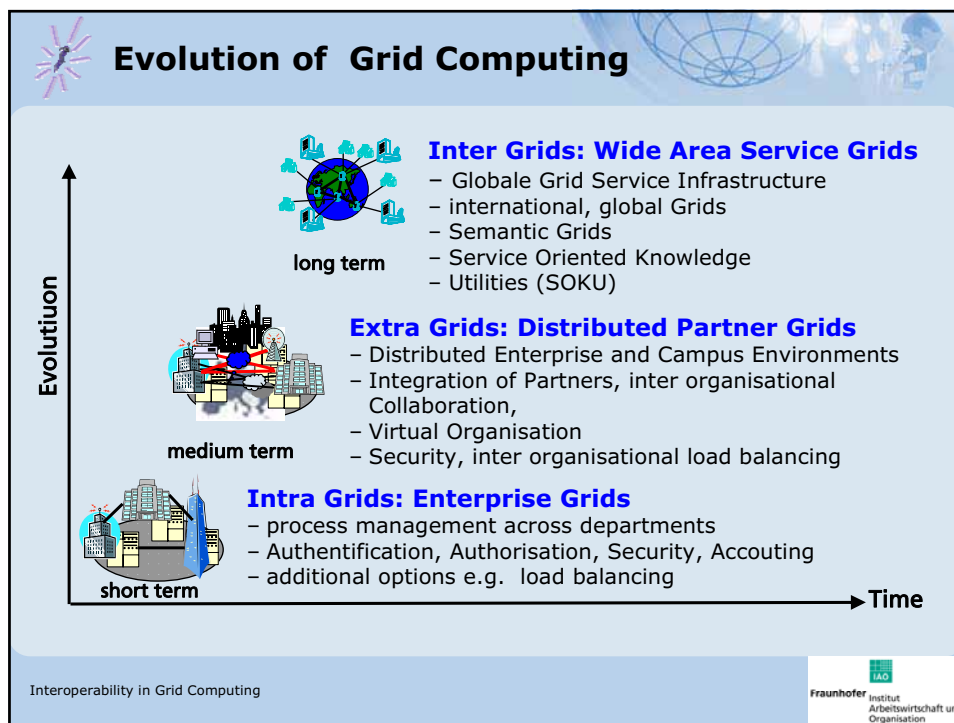 Evolution of Grid Computing
Inter Grids: Wide Area Service Grids
– Globale Grid Service Infrastructure
– international, global Grids
– Semantic Grids
– Service Oriented Knowledge
– Utilities (SOKU)
long term
Extra Grids: Distributed Partner Grids
– Distributed Enterprise and Campus Environments
– Integration of Partners, inter organisational
Collaboration,
– Virtual Organisation
– Security, inter organisational load balancing
medium term
Intra Grids: Enterprise Grids
– process management across departments
– Authentification, Authorisation, Security, Accouting
– additional options e.g. load balancing
short term
Evolutiuon
Time
Interoperability in Grid Computing
IAO
Fraunhofer Institut
Arbeitswirtschaft un
Organisation